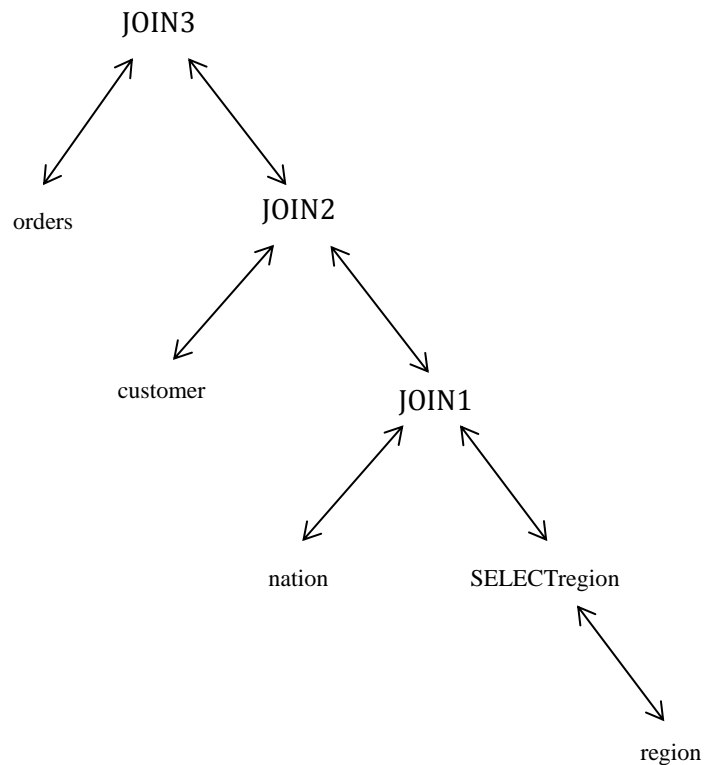 JOIN3
orders
JOIN2
customer
JOIN1
nation
SELECTregion
region